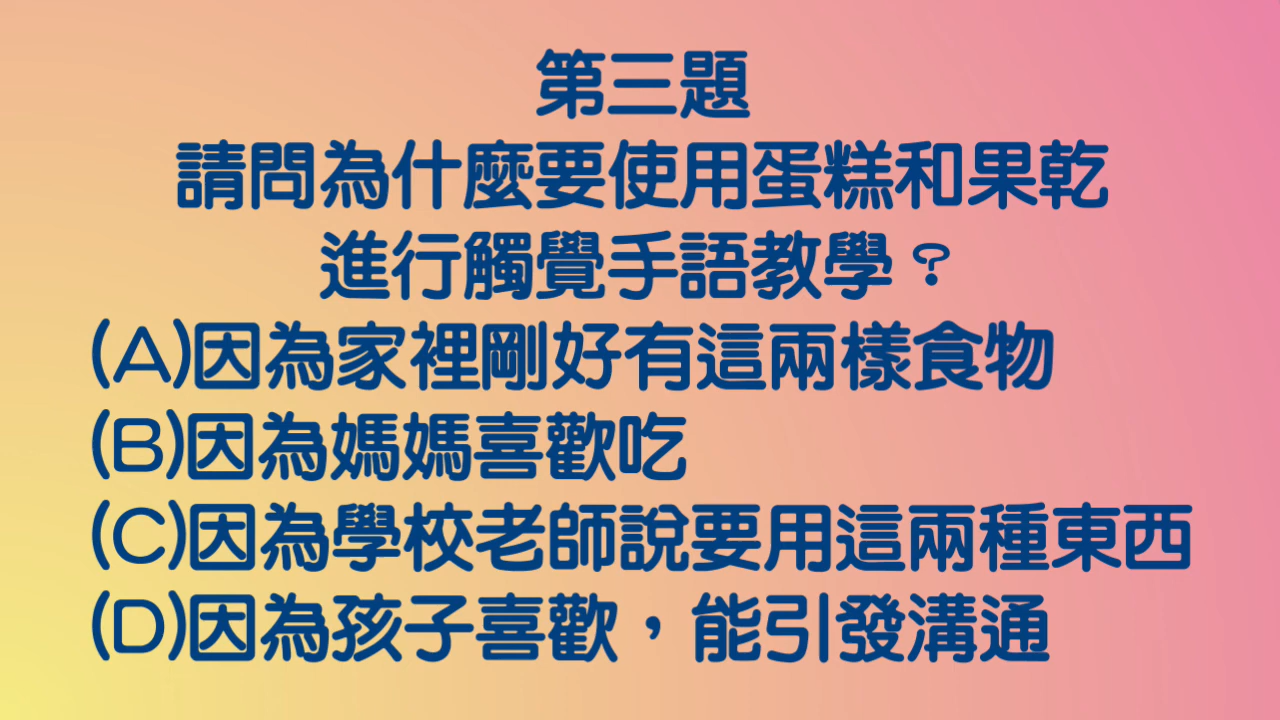 第三題
請問為什麼要使用蛋糕和果乾
進行觸覺手語教學？
(A)因為家裡剛好有這兩樣食物
(B)因為媽媽喜歡吃
(C)因為學校老師說要用這兩種東西
(D)因為孩子喜歡，能引發溝通